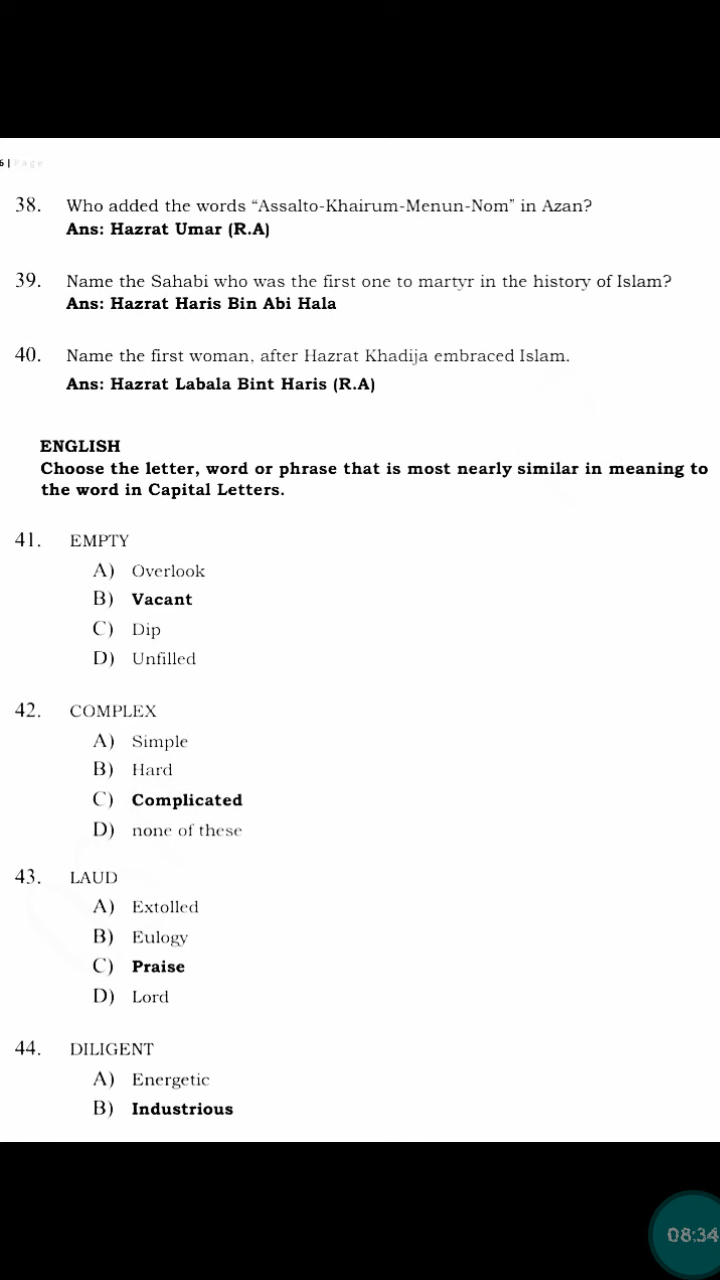 6 | Page
38. Who added the words “Assalto-Khairum-Menun-Nom” in Azan?
Ans: Hazrat Umar (R.A)
39. Name the Sahabi who was the first one to martyr in the history of Islam?
Ans: Hazrat Haris Bin Abi Hala
40. Name the first woman, after Hazrat Khadija embraced Islam.
Ans: Hazrat Labala Bint Haris (R.A)
ENGLISH
Choose the letter, word or phrase that is most nearly similar in meaning to
the word in Capital Letters.
41. EMPTY
A) Overlook
B) Vacant
C) Dip
D) Unfilled
42. COMPLEX
A) Simple
B) Hard
C) Complicated
D) none of these
43. LAUD
A) Extolled
B) Eulogy
C) Praise
D) Lord
44. DILIGENT
A) Energetic
B) Industrious
08:34